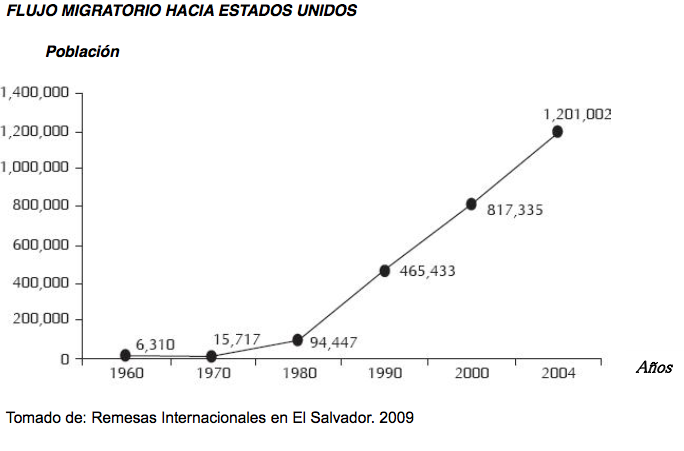 FLUJO MIGRATORIO HACIA ESTADOS UNIDOS
Población
1,400,000
1,200,000
1,000,000
800,000
600,000
400,000
200,000
0
6,310
15,717
94,447
465,433
817,335
1,201,002
1960 1970 1980 1990 2000 2004
Años
Tomado de: Remesas Internacionales en El Salvador. 2009